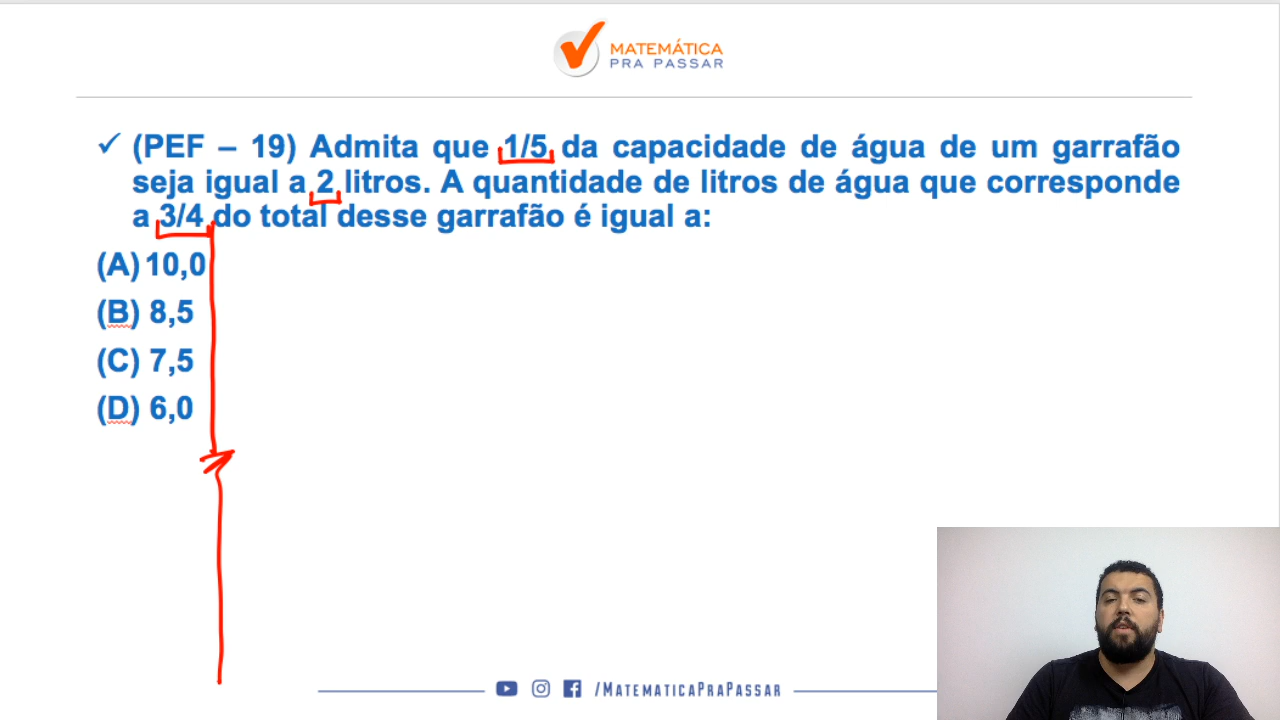 MATEMÁTICA
PRA PASSAR
✓ (PEF – 19) Admita que 1/5 da capacidade de água de um garrafão
seja igual a 2 litros. A quantidade de litros de água que corresponde
a 3/4 do total desse garrafão é igual a:
(A) 10,0
(B) 8,5
(C) 7,5
(D) 6,0
/MATEMATICAPRAPASSAR